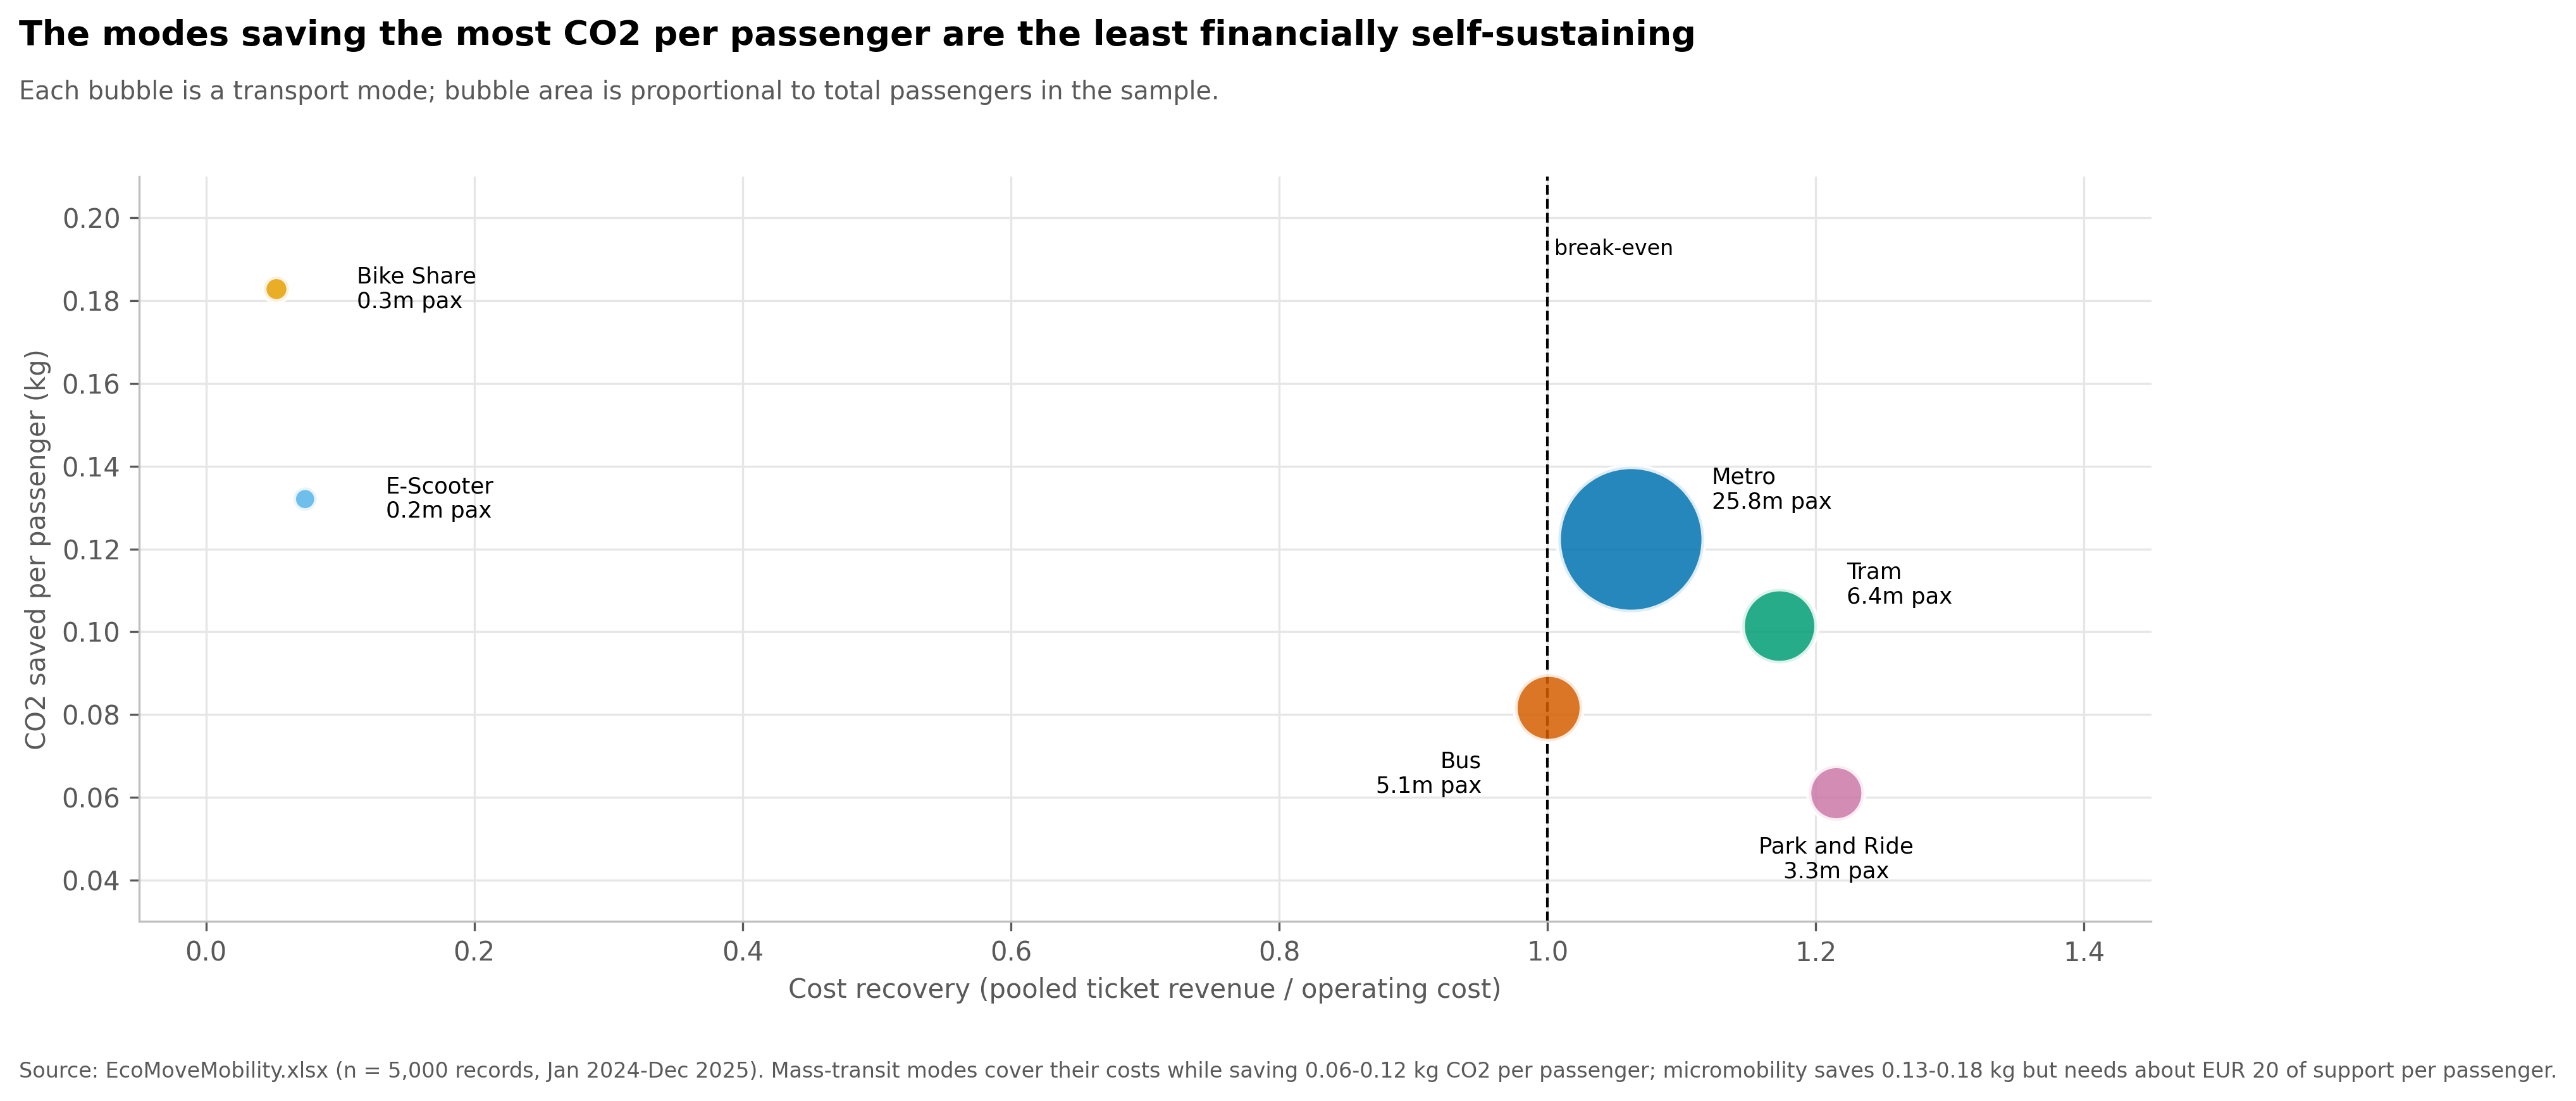 The modes saving the most CO2 per passenger are the least financially self-sustaining
Each bubble is a transport mode; bubble area is proportional to total passengers in the sample.
CO2 saved per passenger (kg)
0.20
0.18
0.16
0.14
0.12
0.10
0.08
0.06
0.04
break-even
Bike Share
0.3m pax
E-Scooter
0.2m pax
Metro
25.8m pax
Tram
6.4m pax
Bus
5.1m pax
Park and Ride
3.3m pax
0.0 0.2 0.4 0.6 0.8 1.0 1.2 1.4
Cost recovery (pooled ticket revenue / operating cost)
Source: EcoMoveMobility.xlsx (n = 5,000 records, Jan 2024-Dec 2025). Mass-transit modes cover their costs while saving 0.06-0.12 kg CO2 per passenger; micromobility saves 0.13-0.18 kg but needs about EUR 20 of support per passenger.